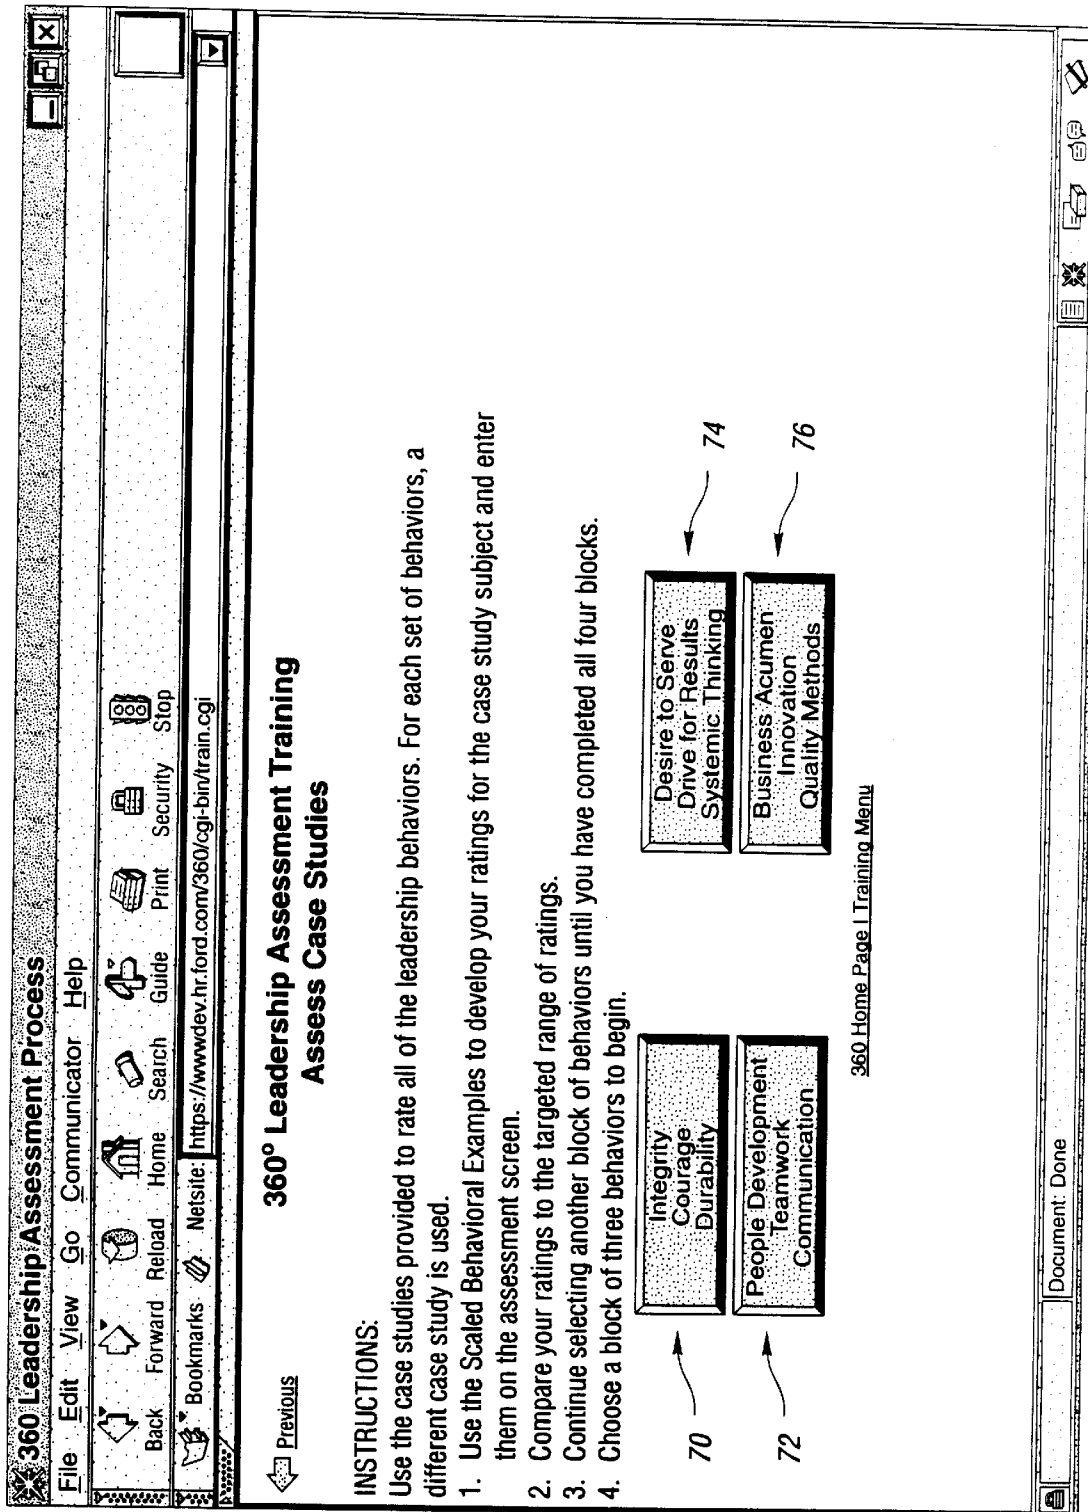 360 Leadership Assessment Process
File Edit View Go Communicator Help
Back Forward Reload Home Search Guide Print Security Stop
Bookmarks Netsite: https://wwwdev.hr.ford.com/360/cgi-bin/train.cgi
Previous
360° Leadership Assessment Training
Assess Case Studies
INSTRUCTIONS:
Use the case studies provided to rate all of the leadership behaviors. For each set of behaviors, a
different case study is used.
1. Use the Scaled Behavioral Examples to develop your ratings for the case study subject and enter
them on the assessment screen.
2. Compare your ratings to the targeted range of ratings.
3. Continue selecting another block of behaviors until you have completed all four blocks.
4. Choose a block of three behaviors to begin.
70
Integrity
Courage
Durability
Desire to Serve
Drive for Results
Systemic Thinking
74
72
People Development
Teamwork
Communication
Business Acumen
Innovation
Quality Methods
76
360 Home Page | Training Menu
Document: Done